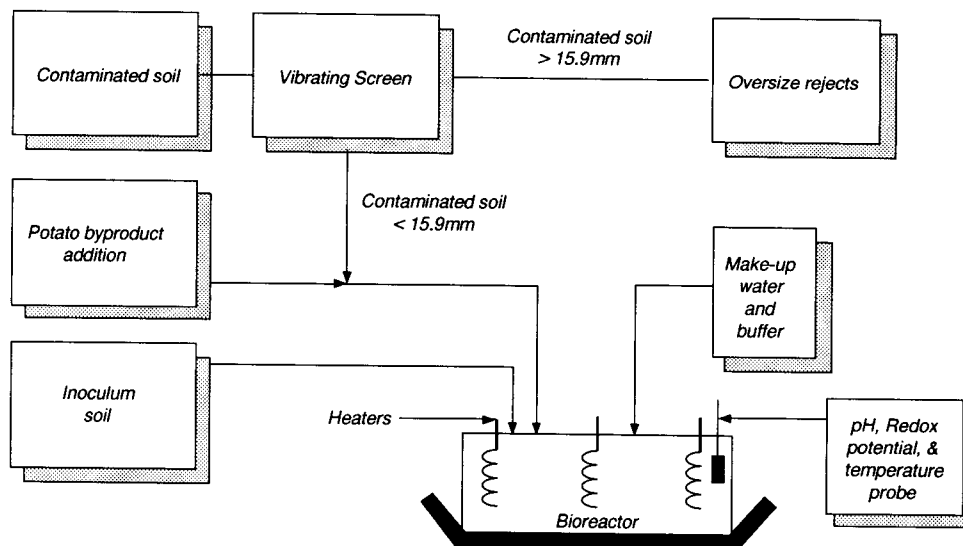 Contaminated soil
Vibrating Screen
Contaminated soil
> 15.9mm
Oversize rejects
Contaminated soil
< 15.9mm
Potato byproduct
addition
Make-up
water
and
buffer
Inoculum
soil
Heaters
pH, Redox
potential, &
temperature
probe
Bioreactor